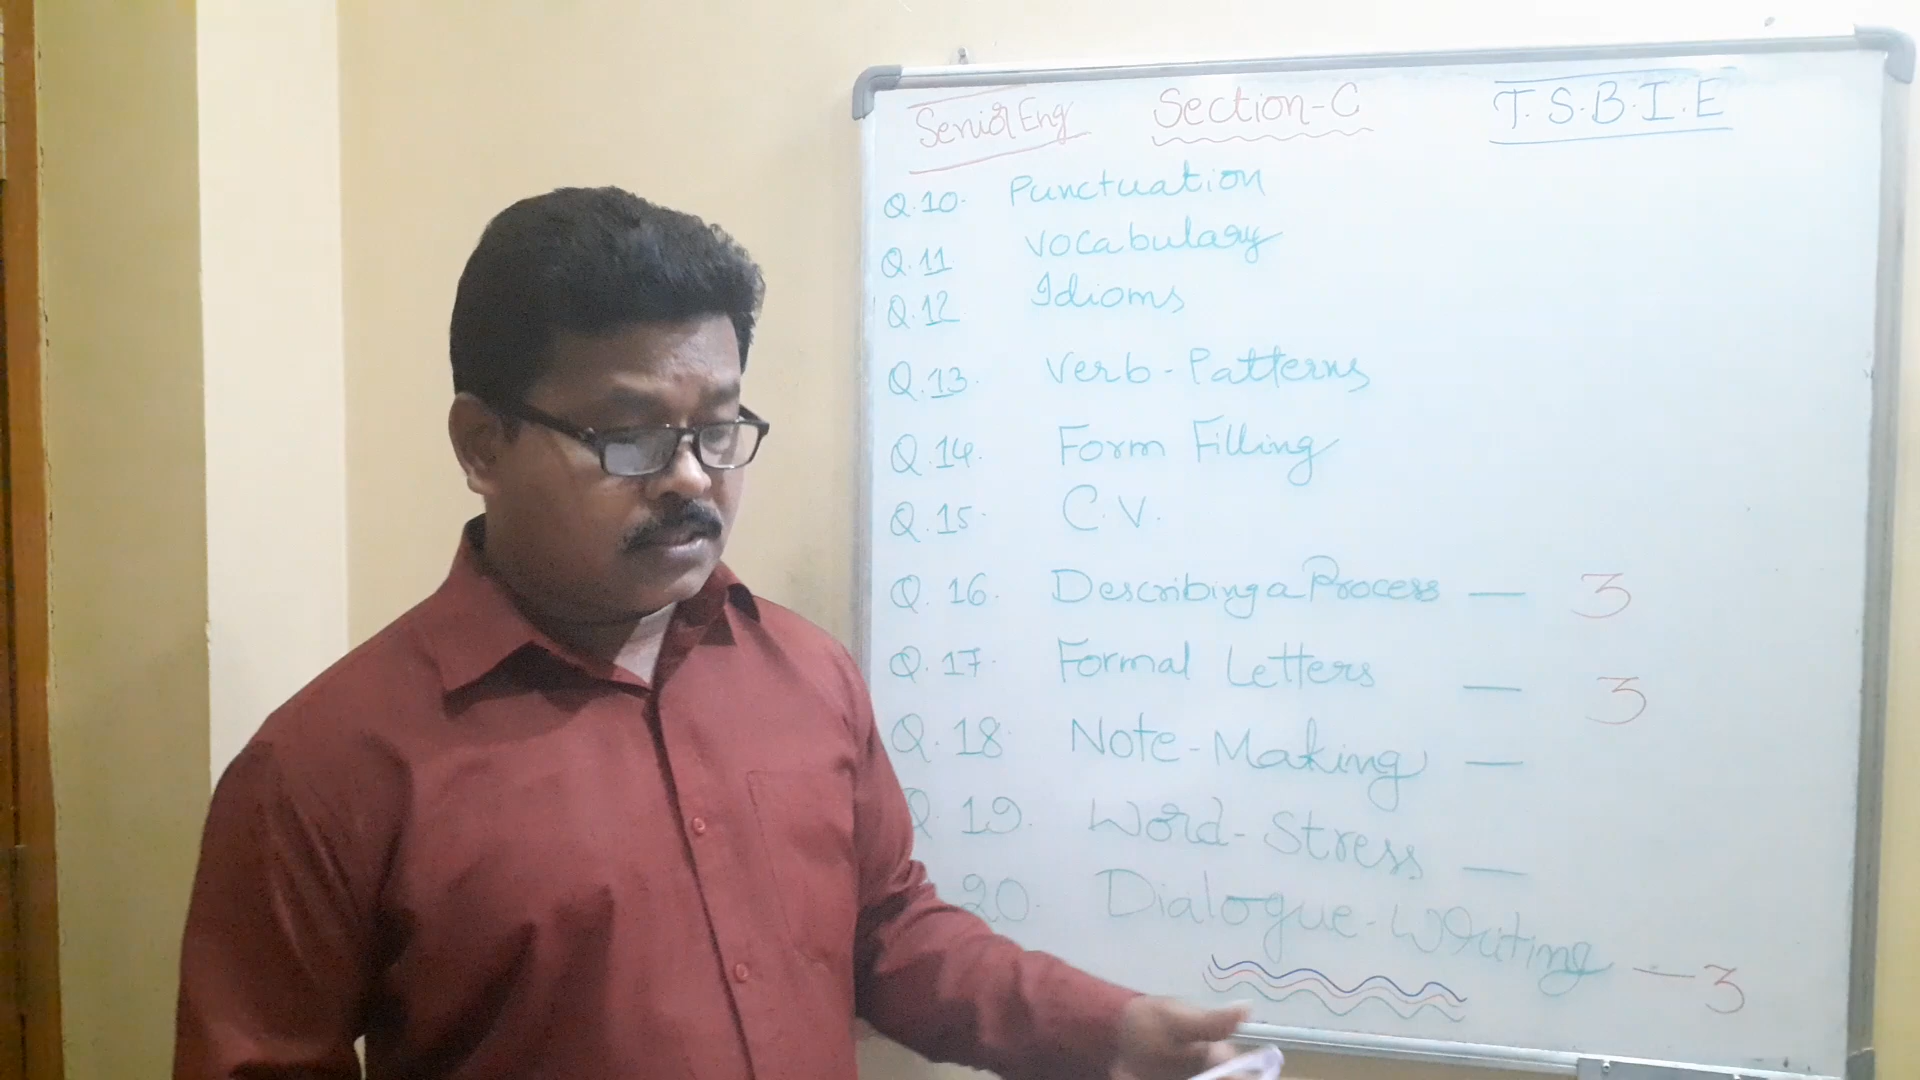 Senior Eng Section-C T.S.B.I.E
Q.10. Punctuation
Q.11 Vocabulary
Q.12 Idioms
Q.13. Verb-Patterns
Q.14. Form Filling
Q.15. C.V.
Q.16. Describing a Process — 3
Q.17. Formal Letters — 3
Q.18 Note-Making —
Q 19. Word-Stress —
20. Dialogue-Writing — 3